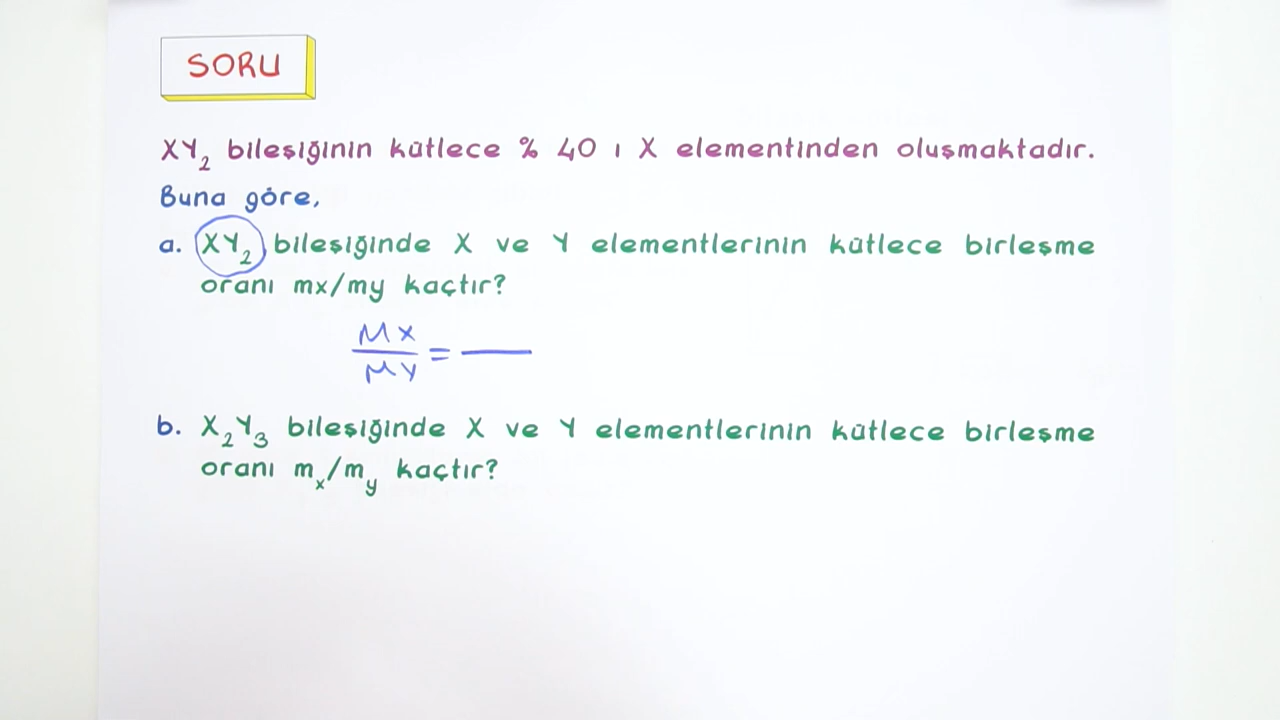 SORU
XY₂ bileşiğinin kütlece % 40 ı X elementinden oluşmaktadır.
Buna göre,
a. XY₂ bileşiğinde X ve Y elementlerinin kütlece birleşme
oranı mx/my kaçtır?
Mx/My = —
b. X₂Y₃ bileşiğinde X ve Y elementlerinin kütlece birleşme
oranı mₓ/m_y kaçtır?